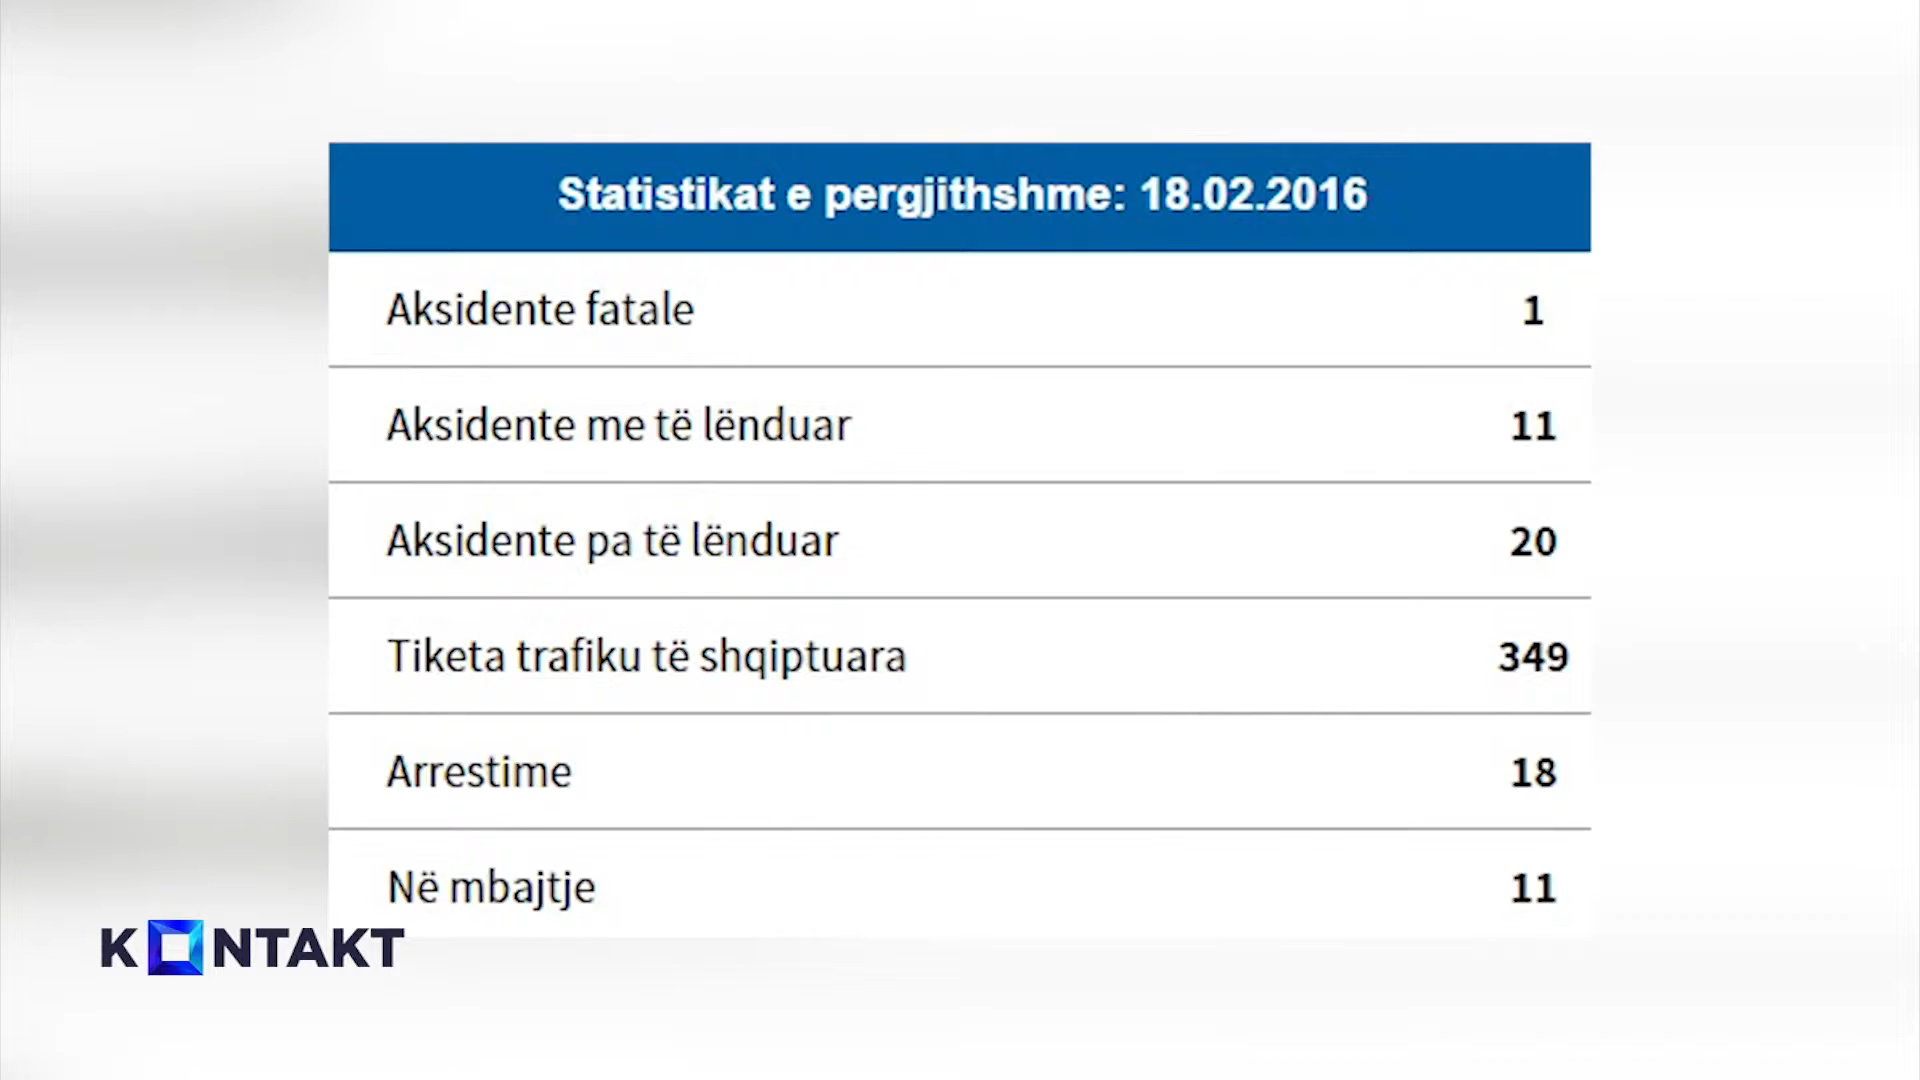 Statistikat e pergjithshme: 18.02.2016
Aksidente fatale 1
Aksidente me të lënduar 11
Aksidente pa të lënduar 20
Tiketa trafiku të shqiptuara 349
Arrestime 18
Në mbajtje 11
KONTAKT